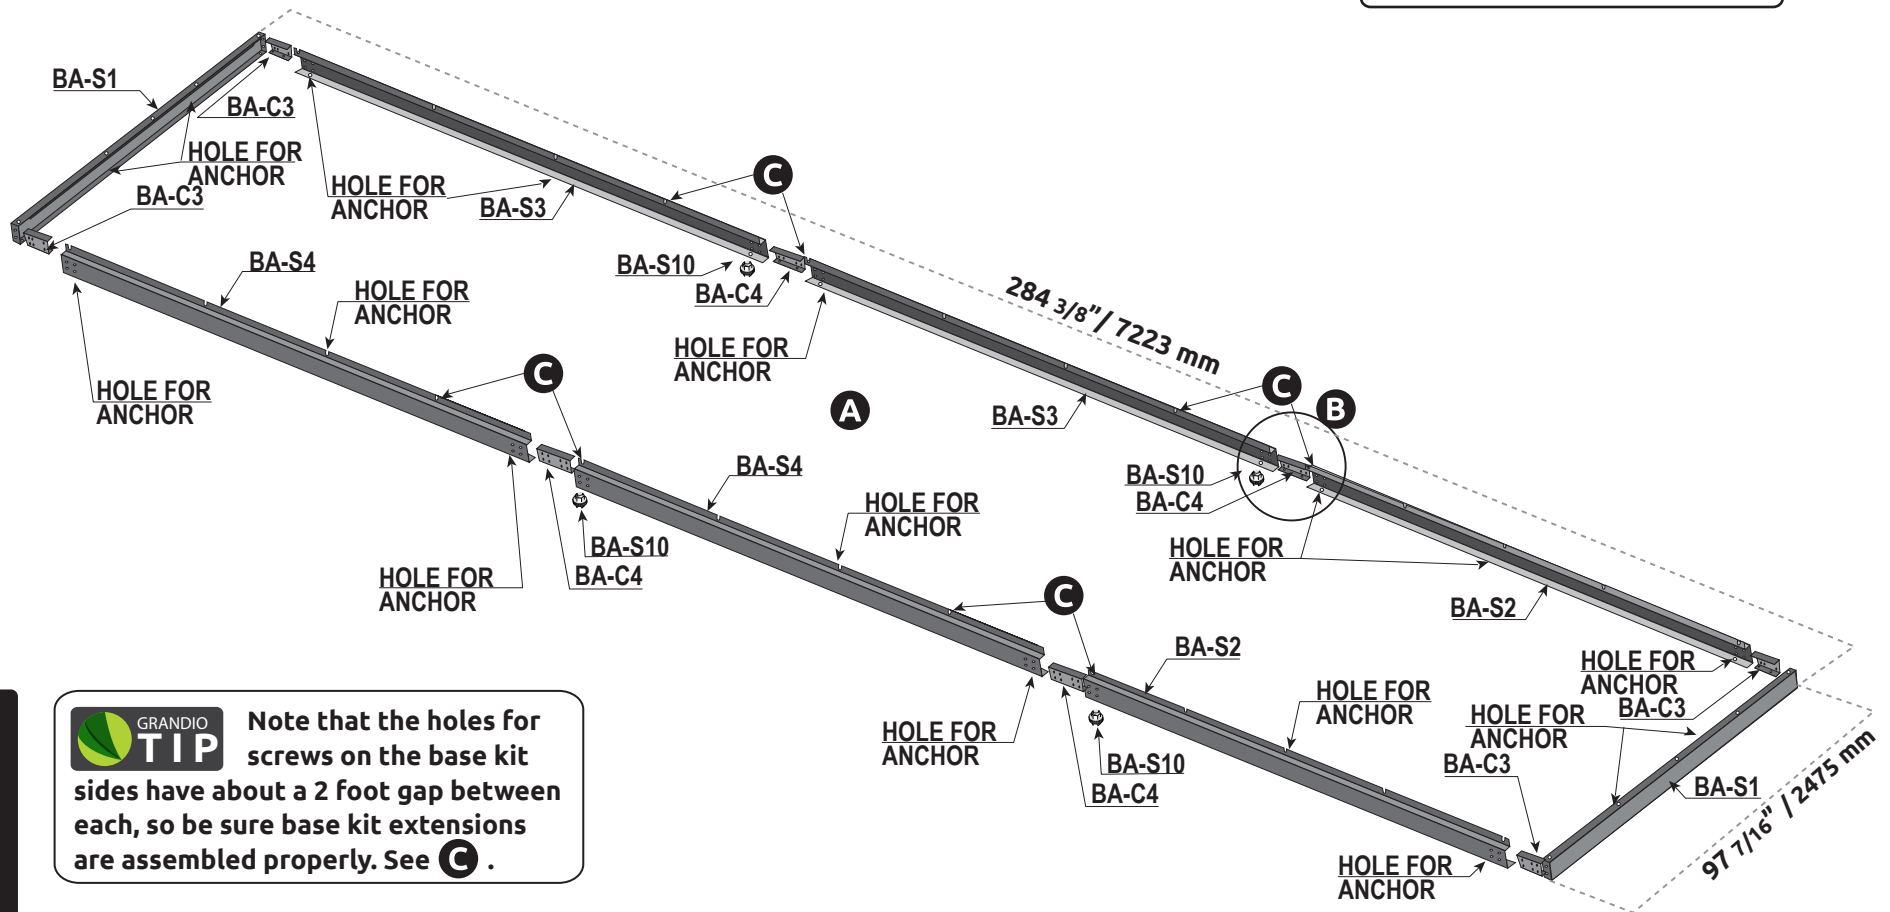 BA-S1
BA-C3
HOLE FOR
ANCHOR
BA-C3
HOLE FOR
ANCHOR
BA-S3
C
BA-S4
HOLE FOR
ANCHOR
BA-S10
BA-C4
HOLE FOR
ANCHOR
284 3/8"/ 7223 mm
HOLE FOR
ANCHOR
C
A
BA-S3
C
B
BA-S4
BA-S10
BA-C4
HOLE FOR
ANCHOR
HOLE FOR
ANCHOR
BA-S10
BA-C4
HOLE FOR
ANCHOR
HOLE FOR
ANCHOR
BA-S2
C
BA-S2
HOLE FOR
ANCHOR
BA-C3
HOLE FOR
ANCHOR
HOLE FOR
ANCHOR
HOLE FOR
ANCHOR
BA-S10
BA-C4
BA-C3
BA-S1
97 7/16" / 2475 mm
HOLE FOR
ANCHOR
GRANDIO
TIP
Note that the holes for
screws on the base kit
sides have about a 2 foot gap between
each, so be sure base kit extensions
are assembled properly. See C .